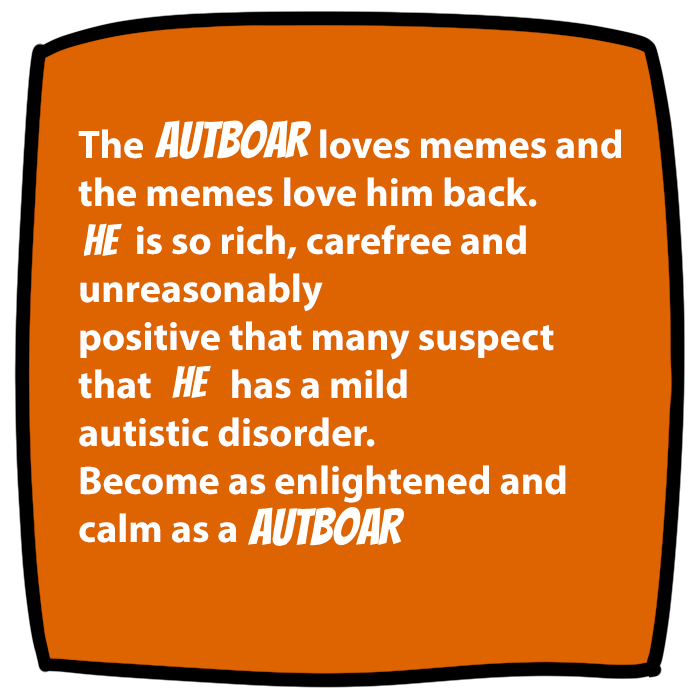 The AUTBOAR loves memes and
the memes love him back.
HE is so rich, carefree and
unreasonably
positive that many suspect
that HE has a mild
autistic disorder.
Become as enlightened and
calm as a AUTBOAR